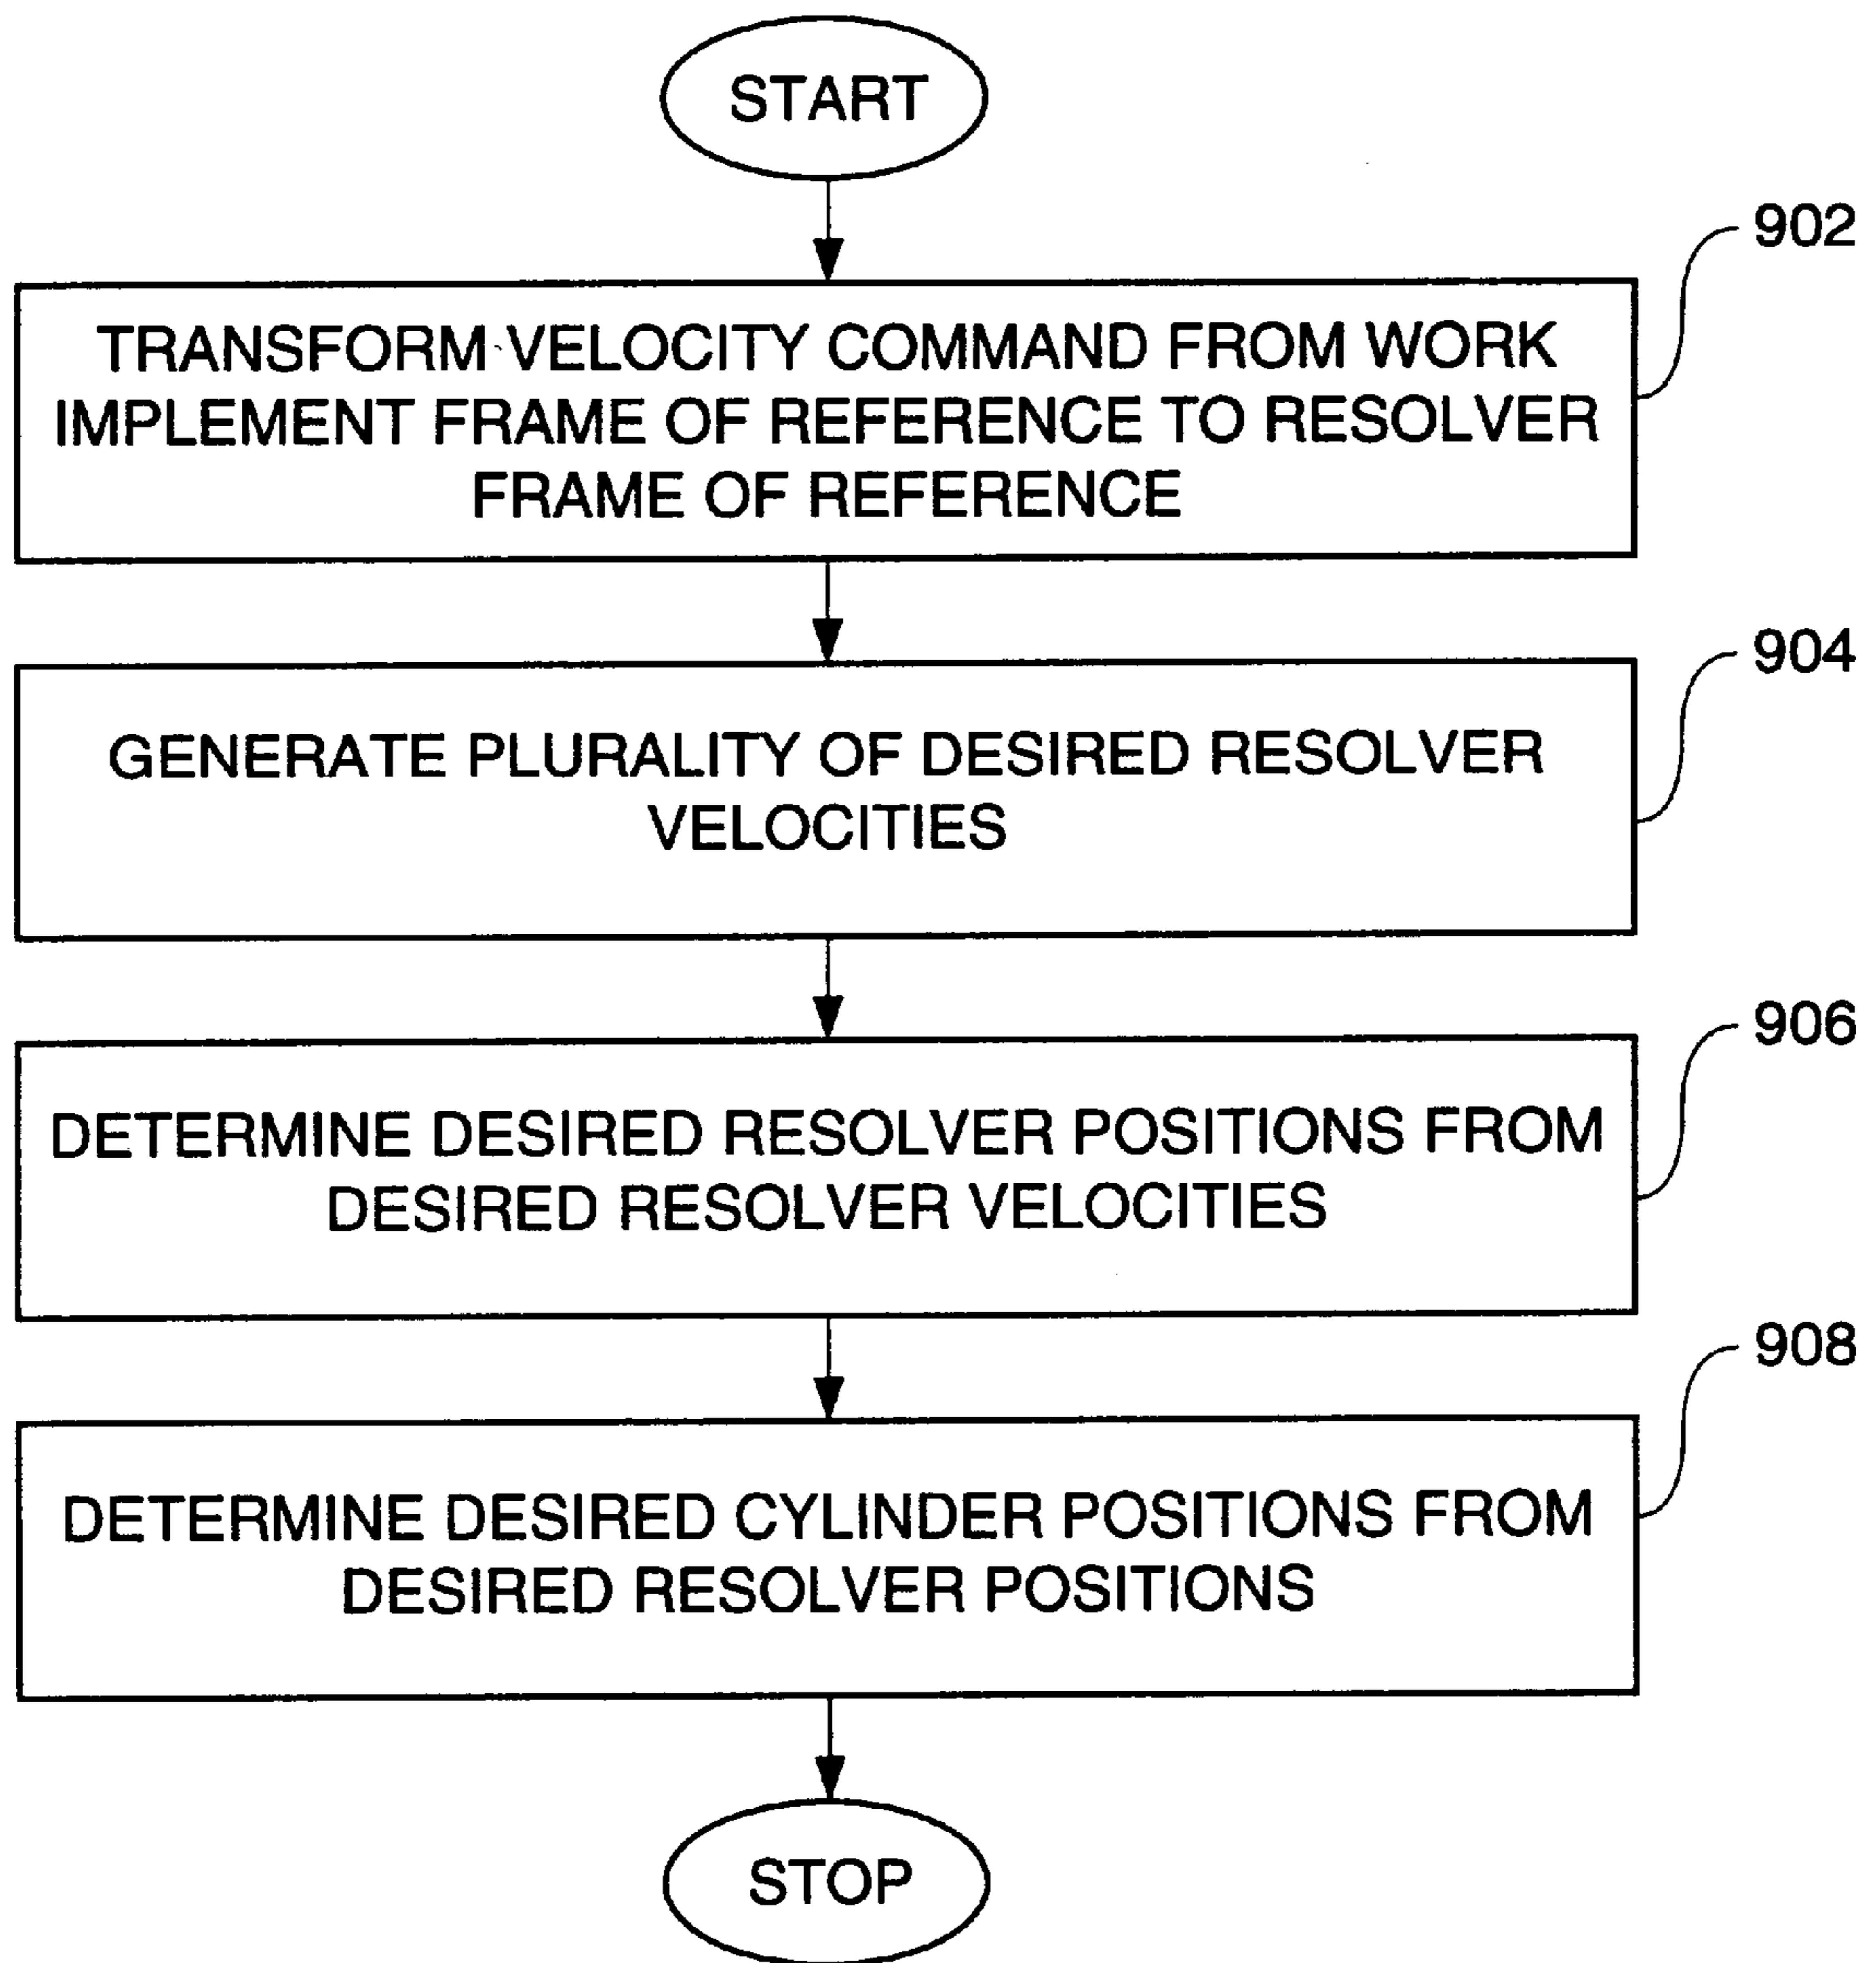 START
902
TRANSFORM VELOCITY COMMAND FROM WORK
IMPLEMENT FRAME OF REFERENCE TO RESOLVER
FRAME OF REFERENCE
904
GENERATE PLURALITY OF DESIRED RESOLVER
VELOCITIES
906
DETERMINE DESIRED RESOLVER POSITIONS FROM
DESIRED RESOLVER VELOCITIES
908
DETERMINE DESIRED CYLINDER POSITIONS FROM
DESIRED RESOLVER POSITIONS
STOP